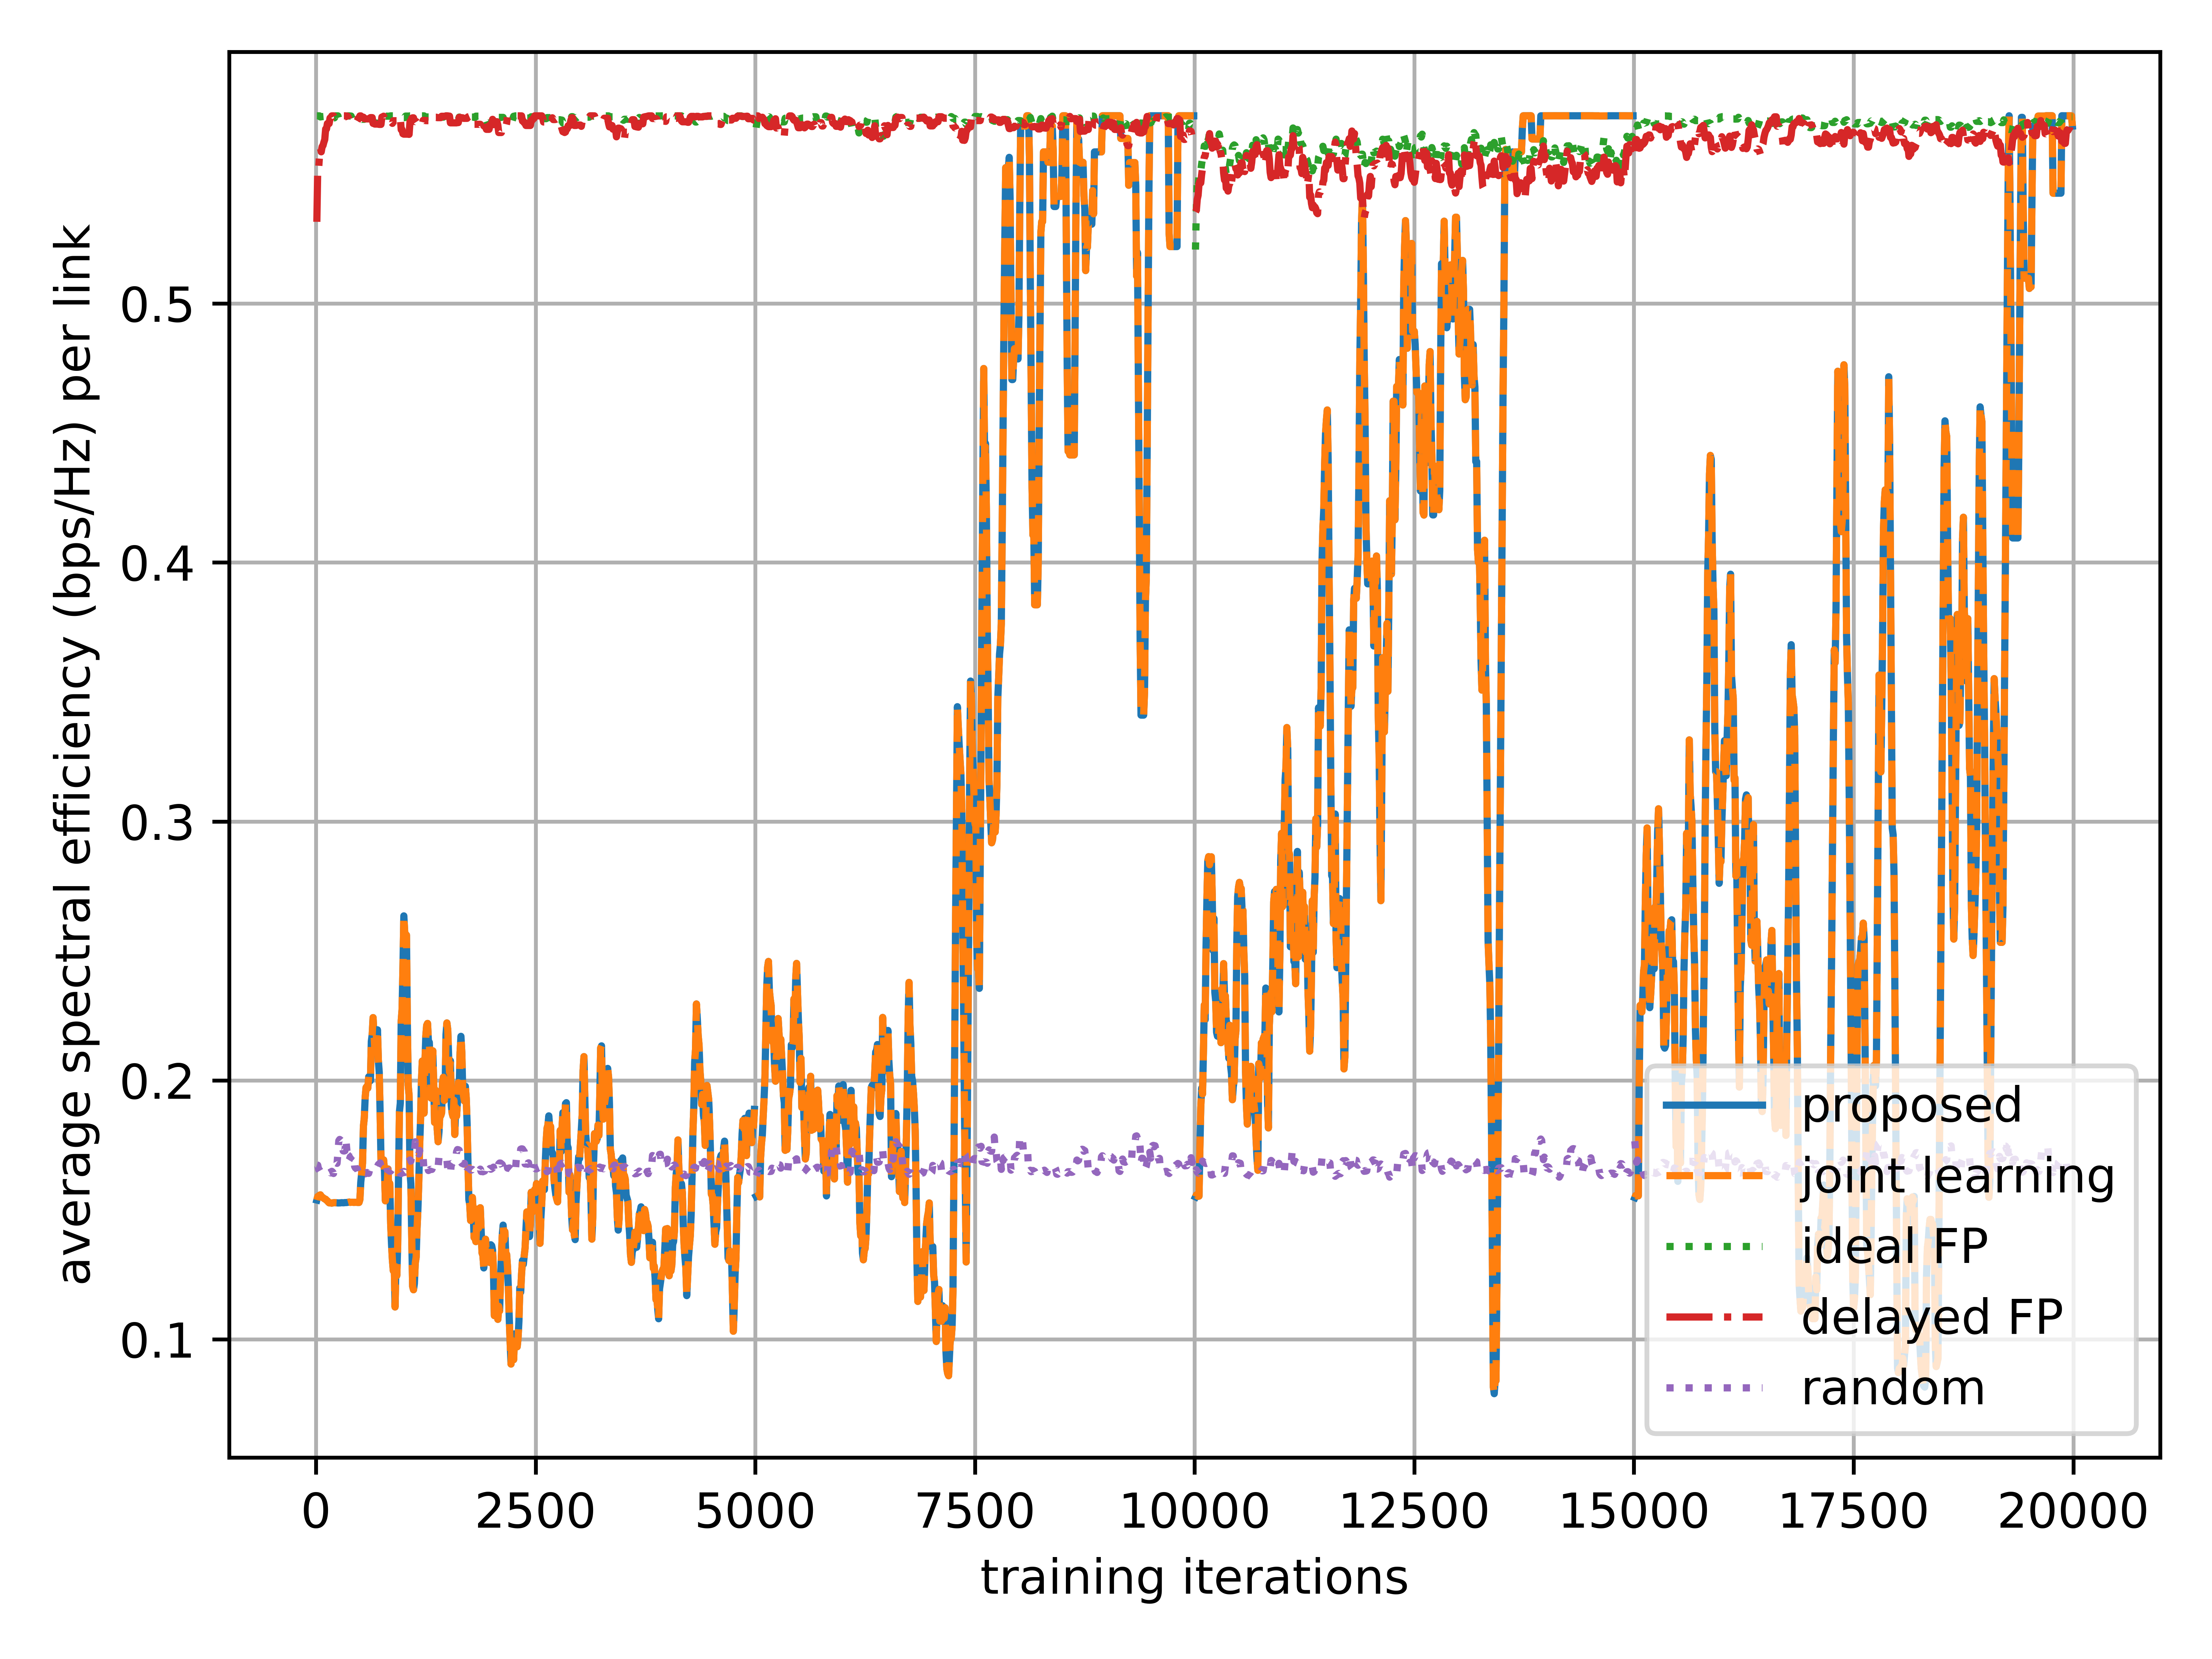 average spectral efficiency (bps/Hz) per link
0.5
0.4
0.3
0.2
0.1
proposed
joint learning
ideal FP
delayed FP
random
0 2500 5000 7500 10000 12500 15000 17500 20000
training iterations